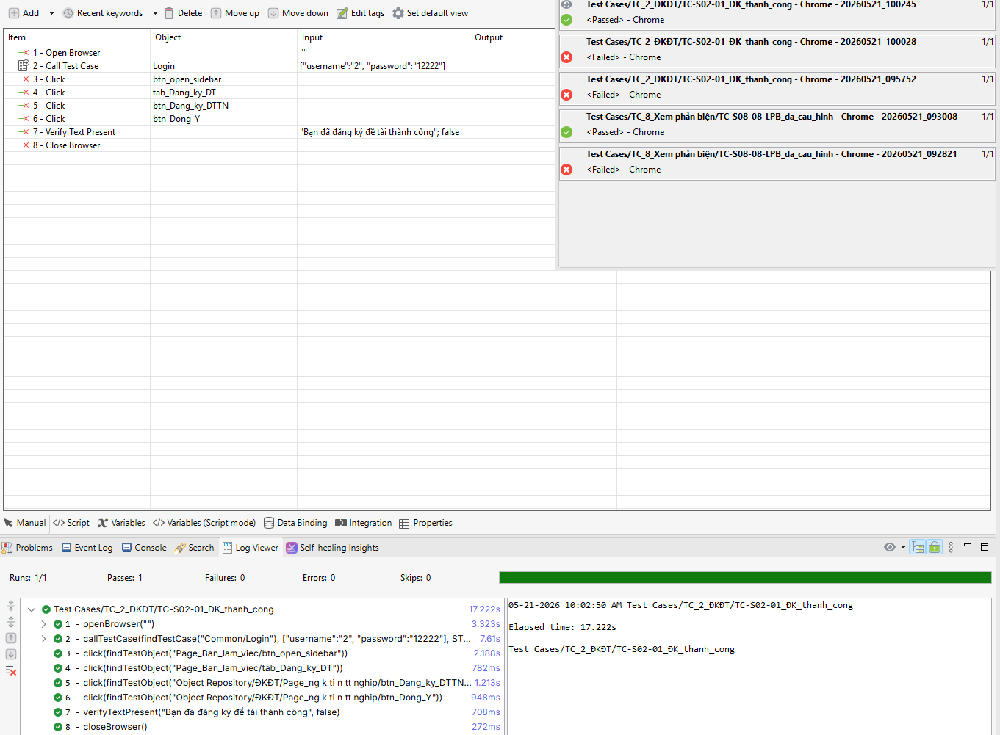 Add Recent keywords Delete Move up Move down Edit tags Set default view
Item Object Input Output
1 - Open Browser ""
2 - Call Test Case Login ["username":"2", "password":"12222"]
3 - Click btn_open_sidebar
4 - Click tab_Dang_ky_DT
5 - Click btn_Dang_ky_DTTN
6 - Click btn_Dong_Y
7 - Verify Text Present "Bạn đã đăng ký đề tài thành công"; false
8 - Close Browser
Test Cases/TC_2_ĐKĐT/TC-S02-01_ĐK_thanh_cong - Chrome - 20260521_100245 1/1
<Passed> - Chrome
Test Cases/TC_2_ĐKĐT/TC-S02-01_ĐK_thanh_cong - Chrome - 20260521_100028 1/1
<Failed> - Chrome
Test Cases/TC_2_ĐKĐT/TC-S02-01_ĐK_thanh_cong - Chrome - 20260521_095752 1/1
<Failed> - Chrome
Test Cases/TC_8_Xem phản biện/TC-S08-08-LPB_da_cau_hinh - Chrome - 20260521_093008 1/1
<Passed> - Chrome
Test Cases/TC_8_Xem phản biện/TC-S08-08-LPB_da_cau_hinh - Chrome - 20260521_092821 1/1
<Failed> - Chrome
Manual </> Script Variables </> Variables (Script mode) Data Binding Integration Properties
Problems Event Log Console Search Log Viewer Self-healing Insights
Runs: 1/1 Passes: 1 Failures: 0 Errors: 0 Skips: 0
Test Cases/TC_2_ĐKĐT/TC-S02-01_ĐK_thanh_cong 17.222s
1 - openBrowser("") 3.323s
2 - callTestCase(findTestCase("Common/Login"), ["username":"2", "password":"12222"], ST... 7.61s
3 - click(findTestObject("Page_Ban_lam_viec/btn_open_sidebar")) 2.188s
4 - click(findTestObject("Page_Ban_lam_viec/tab_Dang_ky_DT")) 782ms
5 - click(findTestObject("Object Repository/ĐKĐT/Page_ng k ti n tt nghip/btn_Dang_ky_DTTN... 1.213s
6 - click(findTestObject("Object Repository/ĐKĐT/Page_ng k ti n tt nghip/btn_Dong_Y")) 948ms
7 - verifyTextPresent("Bạn đã đăng ký đề tài thành công", false) 708ms
8 - closeBrowser() 272ms
05-21-2026 10:02:50 AM Test Cases/TC_2_ĐKĐT/TC-S02-01_ĐK_thanh_cong
Elapsed time: 17.222s
Test Cases/TC_2_ĐKĐT/TC-S02-01_ĐK_thanh_cong